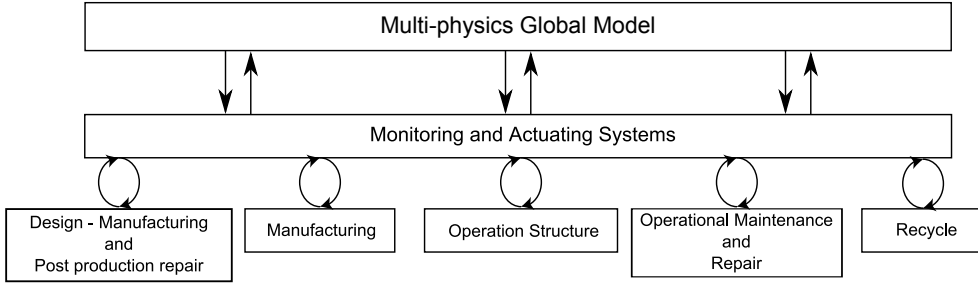 Multi-physics Global Model
Monitoring and Actuating Systems
Design - Manufacturing
and
Post production repair
Manufacturing
Operation Structure
Operational Maintenance
and
Repair
Recycle